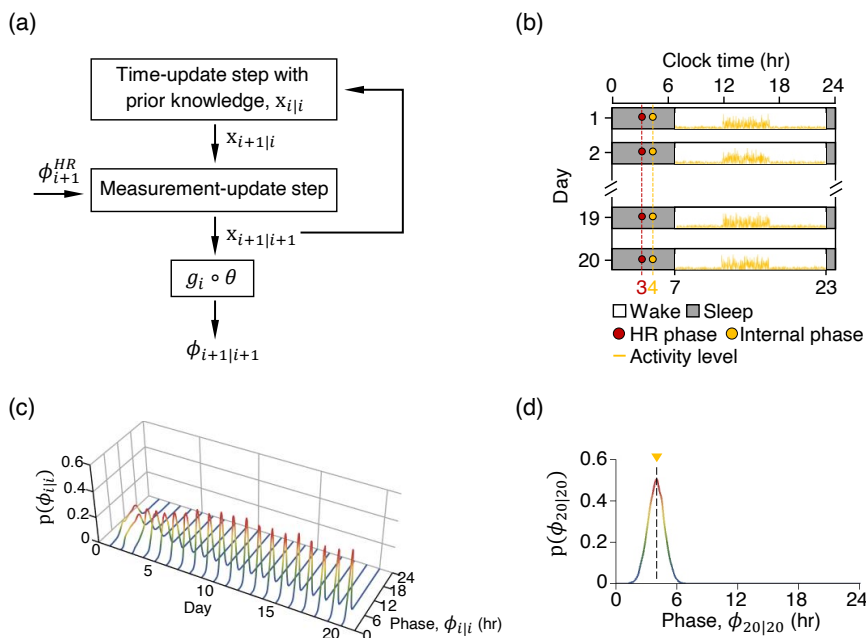 (a)
Time-update step with
prior knowledge, x_{i|i}
x_{i+1|i}
ϕ^{HR}_{i+1}
Measurement-update step
x_{i+1|i+1}
g_i ∘ θ
ϕ_{i+1|i+1}
(b)
Clock time (hr)
0 6 12 18 24
Day
1
2
19
20
3 4 7 23
Wake Sleep
HR phase Internal phase
Activity level
(c)
p(ϕ_{i|i})
0.6
0.4
0.2
0
0 5 10 15 20
Day
24
18
12
6
0
Phase, ϕ_{i|i} (hr)
(d)
p(ϕ_{20|20})
0.6
0.4
0.2
0
0 6 12 18 24
Phase, ϕ_{20|20} (hr)